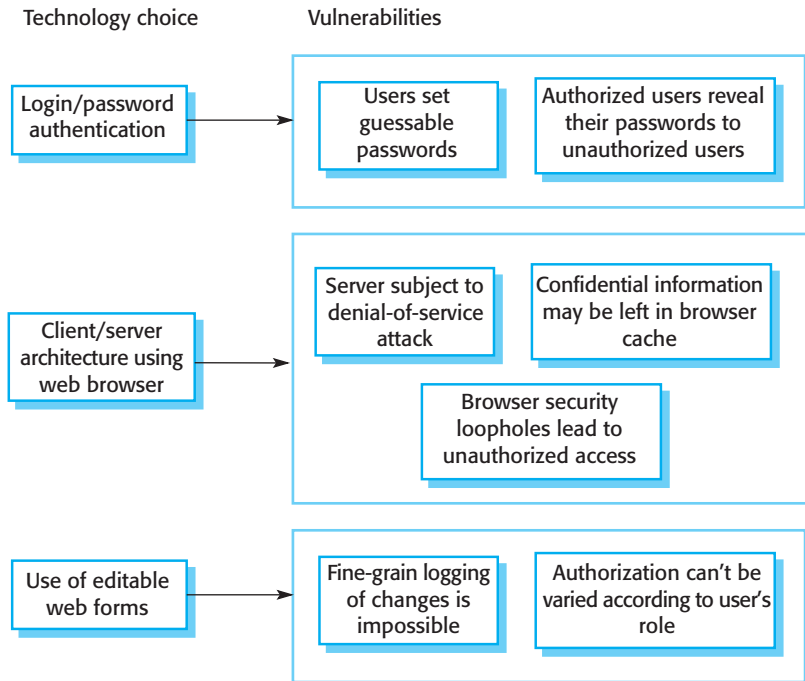 Technology choice
Vulnerabilities
Login/password
authentication
Users set
guessable
passwords
Authorized users reveal
their passwords to
unauthorized users
Client/server
architecture using
web browser
Server subject to
denial-of-service
attack
Confidential information
may be left in browser
cache
Browser security
loopholes lead to
unauthorized access
Use of editable
web forms
Fine-grain logging
of changes is
impossible
Authorization can't be
varied according to user's
role